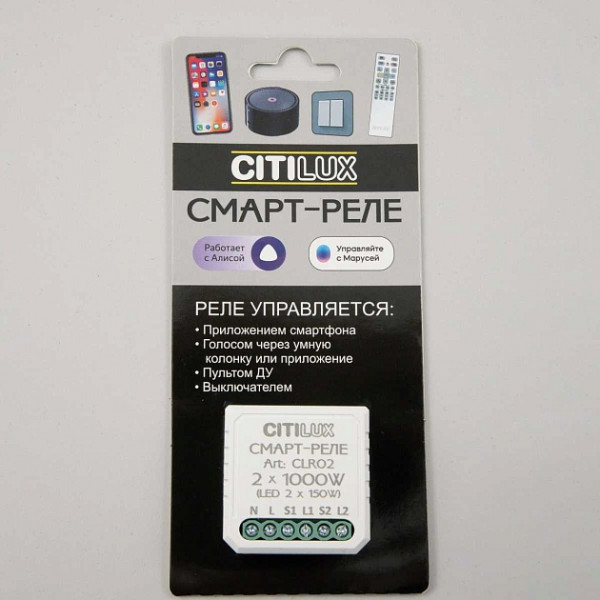 CITILUX
СМАРТ-РЕЛЕ
Работает
с Алисой
Управляйте
с Марусей
РЕЛЕ УПРАВЛЯЕТСЯ:
• Приложением смартфона
• Голосом через умную
колонку или приложение
• Пультом ДУ
• Выключателем
CITILUX
СМАРТ-РЕЛЕ
Art: CLR02
2 x 1000W
(LED 2 x 150W)
N L S1 L1 S2 L2